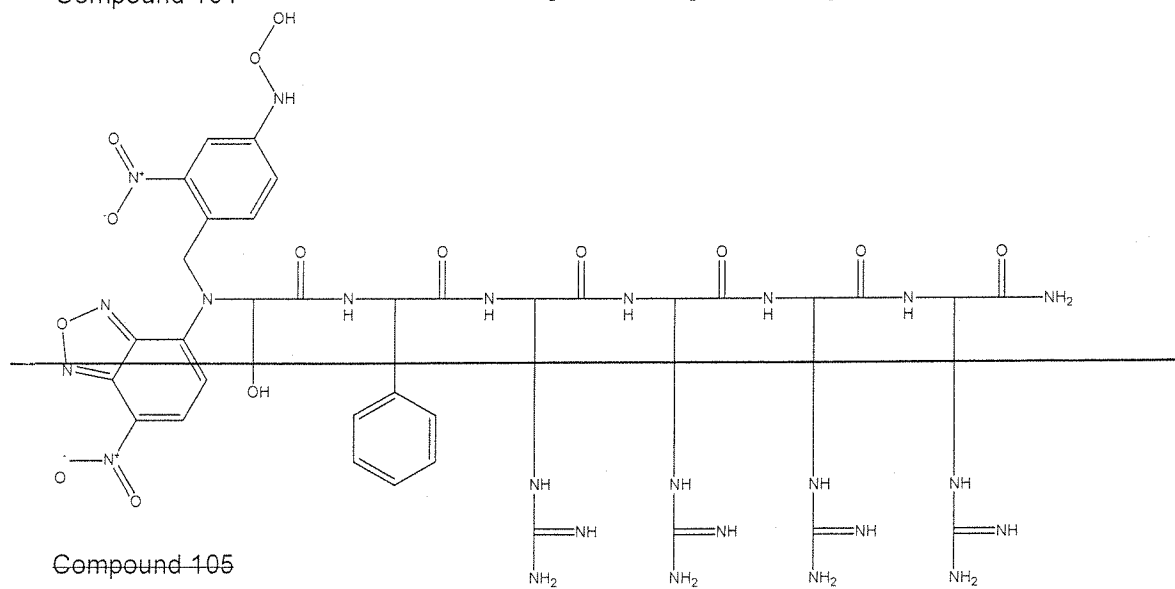 Compound 104
OH
O
NH
O
N⁺
⁻O
O O O O O O
N N H N H N H N H N H NH₂
N
O
N
OH
N⁺
⁻O
O
NH NH NH NH
NH NH NH NH
NH₂ NH₂ NH₂ NH₂
Compound 105